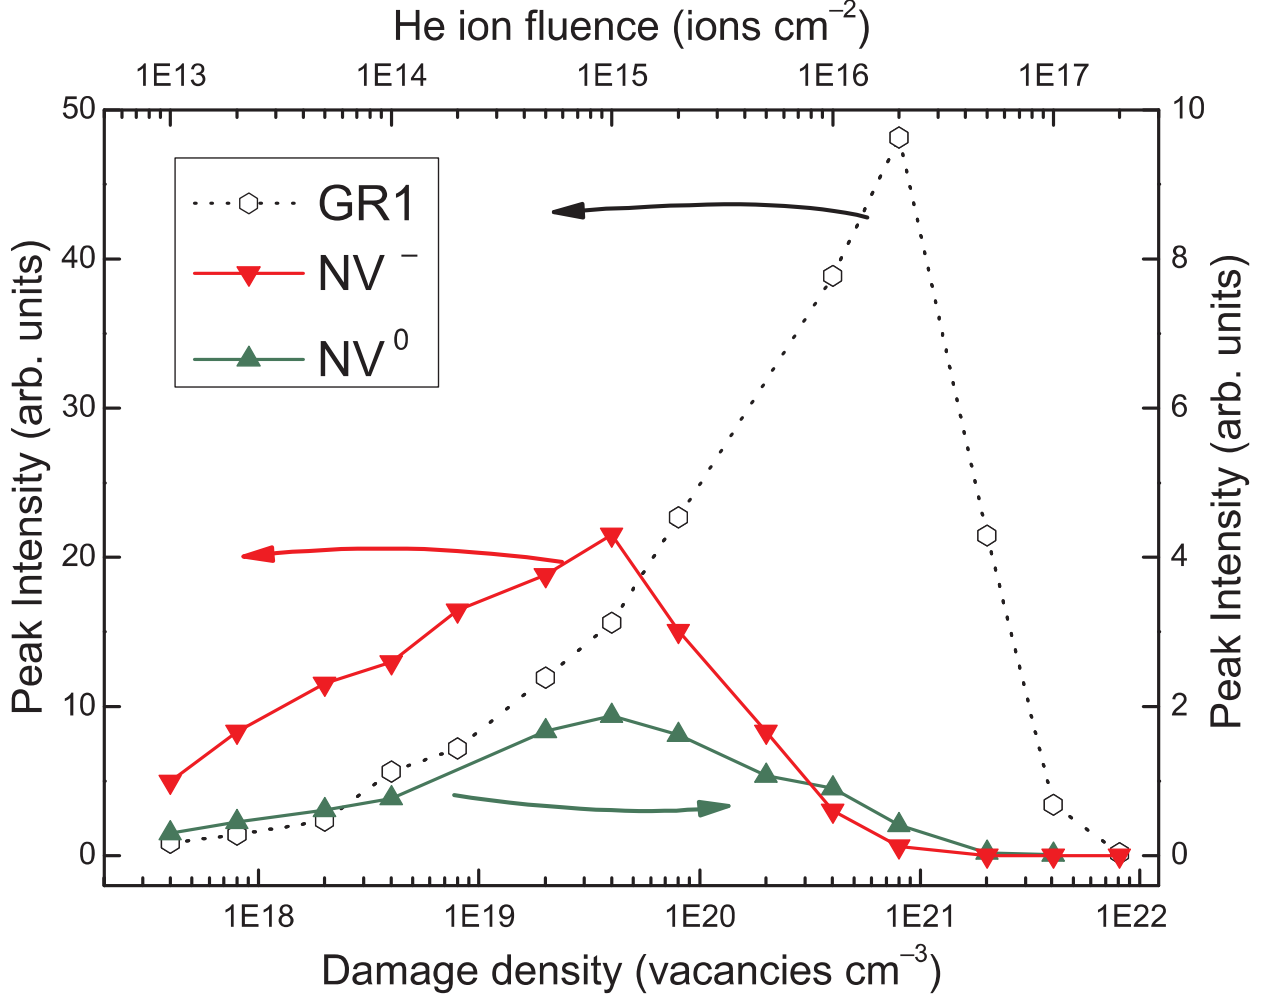 He ion fluence (ions cm⁻²)
1E13 1E14 1E15 1E16 1E17
50 10
GR1
NV⁻
NV⁰
40 8
30 6
20 4
10 2
0 0
Peak Intensity (arb. units)
Peak Intensity (arb. units)
1E18 1E19 1E20 1E21 1E22
Damage density (vacancies cm⁻³)